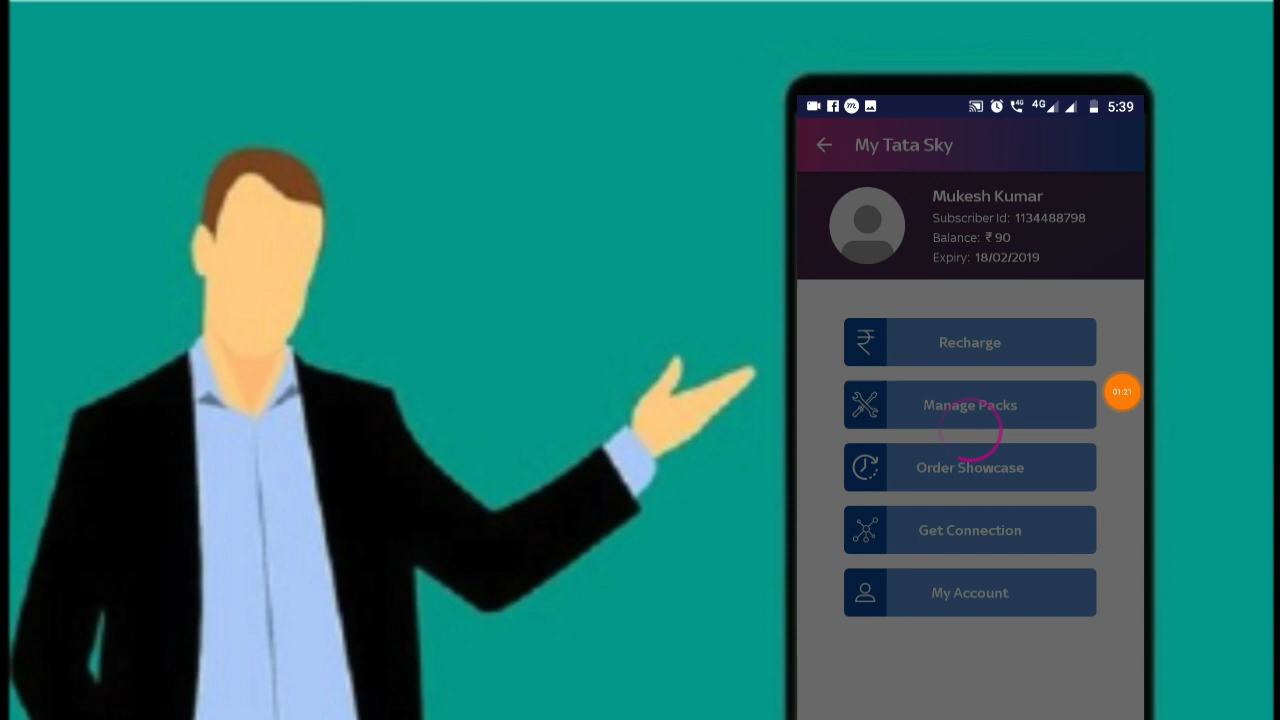 4G
4G
5:39
My Tata Sky
Mukesh Kumar
Subscriber Id: 1134488798
Balance: ₹ 90
Expiry: 18/02/2019
Recharge
Manage Packs
01:21
Order Showcase
Get Connection
My Account